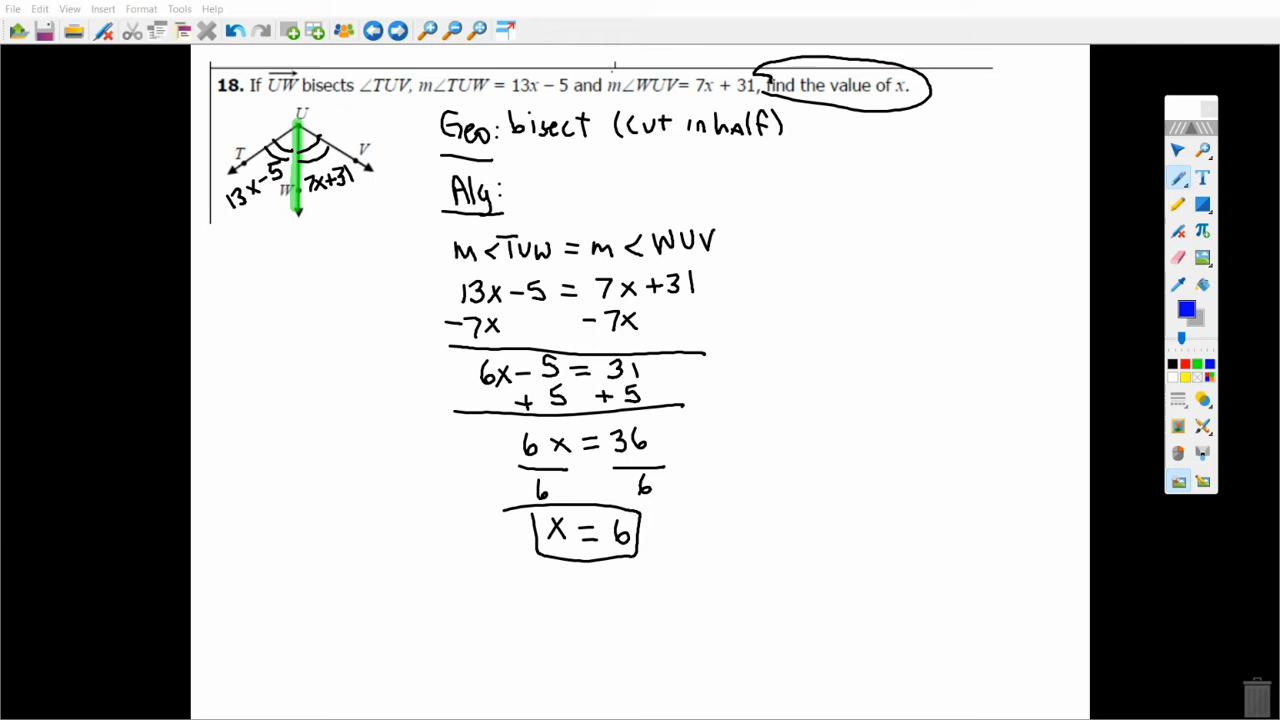 File Edit View Insert Format Tools Help
18. If UW bisects ∠TUV, m∠TUW = 13x − 5 and m∠WUV= 7x + 31, find the value of x.
U
T
V
W
13x-5
7x+31
Geo: bisect (cut in half)
Alg:
m<TUW = m<WUV
13x-5 = 7x+31
-7x -7x
6x-5 = 31
+5 +5
6x = 36
6 6
x = 6